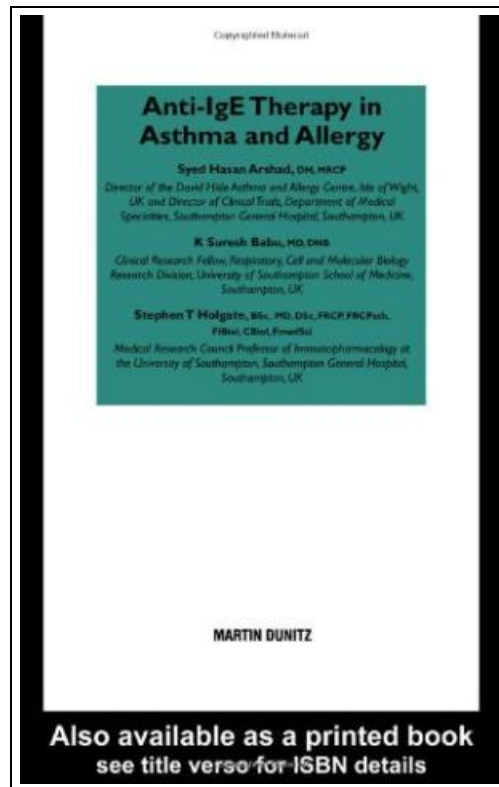 Copyrighted Material
Anti-IgE Therapy in
Asthma and Allergy
Syed Hasan Arshad, DM, MRCP
Director of the David Hide Asthma and Allergy Centre, Isle of Wight,
UK and Director of Clinical Trials, Department of Medical
Specialties, Southampton General Hospital, Southampton, UK
K Suresh Babu, MD, DNB
Clinical Research Fellow, Respiratory, Cell and Molecular Biology
Research Division, University of Southampton School of Medicine,
Southampton, UK
Stephen T Holgate, BSc, MD, DSc, FRCP, FRCPath,
FIBiol, CBiol, FmedSci
Medical Research Council Professor of Immunopharmacology at
the University of Southampton, Southampton General Hospital,
Southampton, UK
MARTIN DUNITZ
Also available as a printed book
see title verso for ISBN details